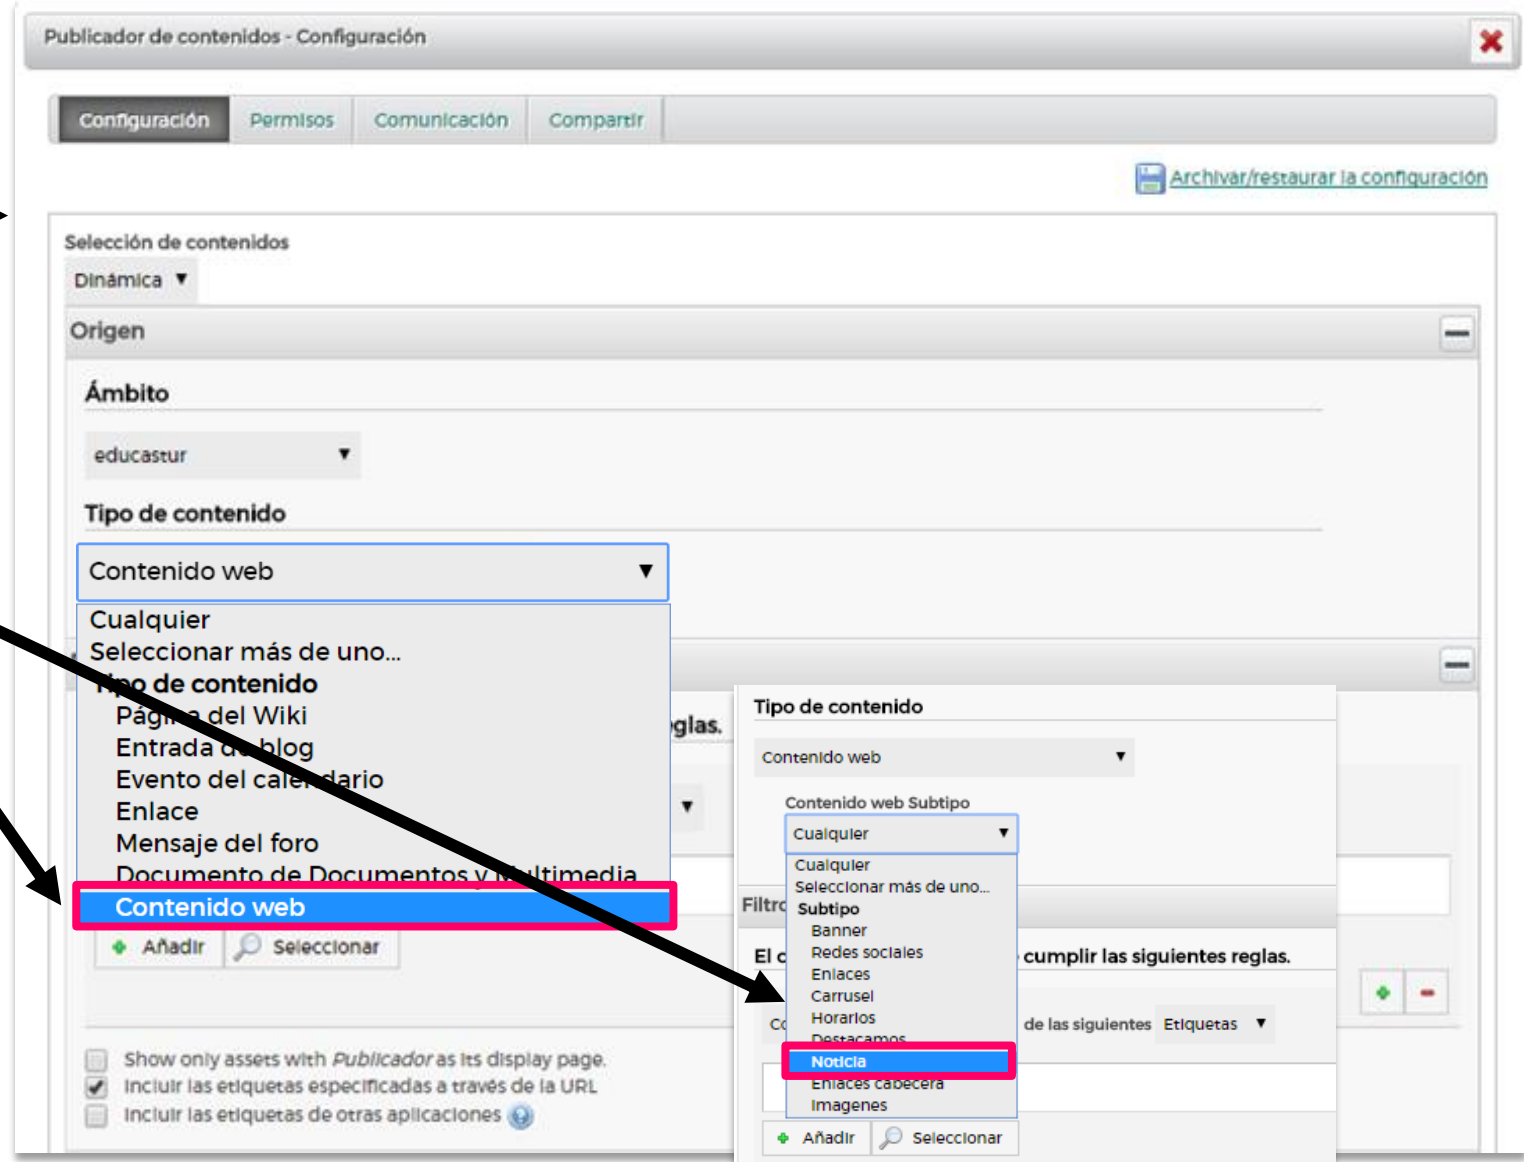 Publicador de contenidos - Configuración
Configuración Permisos Comunicación Compartir
Archivar/restaurar la configuración
Selección de contenidos
Dinámica
Origen
Ámbito
educastur
Tipo de contenido
Contenido web
Cualquier
Seleccionar más de uno...
Tipo de contenido
Página del Wiki
Entrada de blog
Evento del calendario
Enlace
Mensaje del foro
Documento de Documentos y Multimedia
Contenido web
Añadir Seleccionar
Show only assets with Publicador as its display page.
Incluir las etiquetas especificadas a través de la URL
Incluir las etiquetas de otras aplicaciones
Tipo de contenido
Contenido web
Contenido web Subtipo
Cualquier
Cualquier
Seleccionar más de uno...
Subtipo
Banner
Redes sociales
Enlaces
Carrusel
Horarios
Destacamos
Noticia
Enlaces cabecera
Imagenes
cumplir las siguientes reglas.
de las siguientes Etiquetas
Añadir Seleccionar